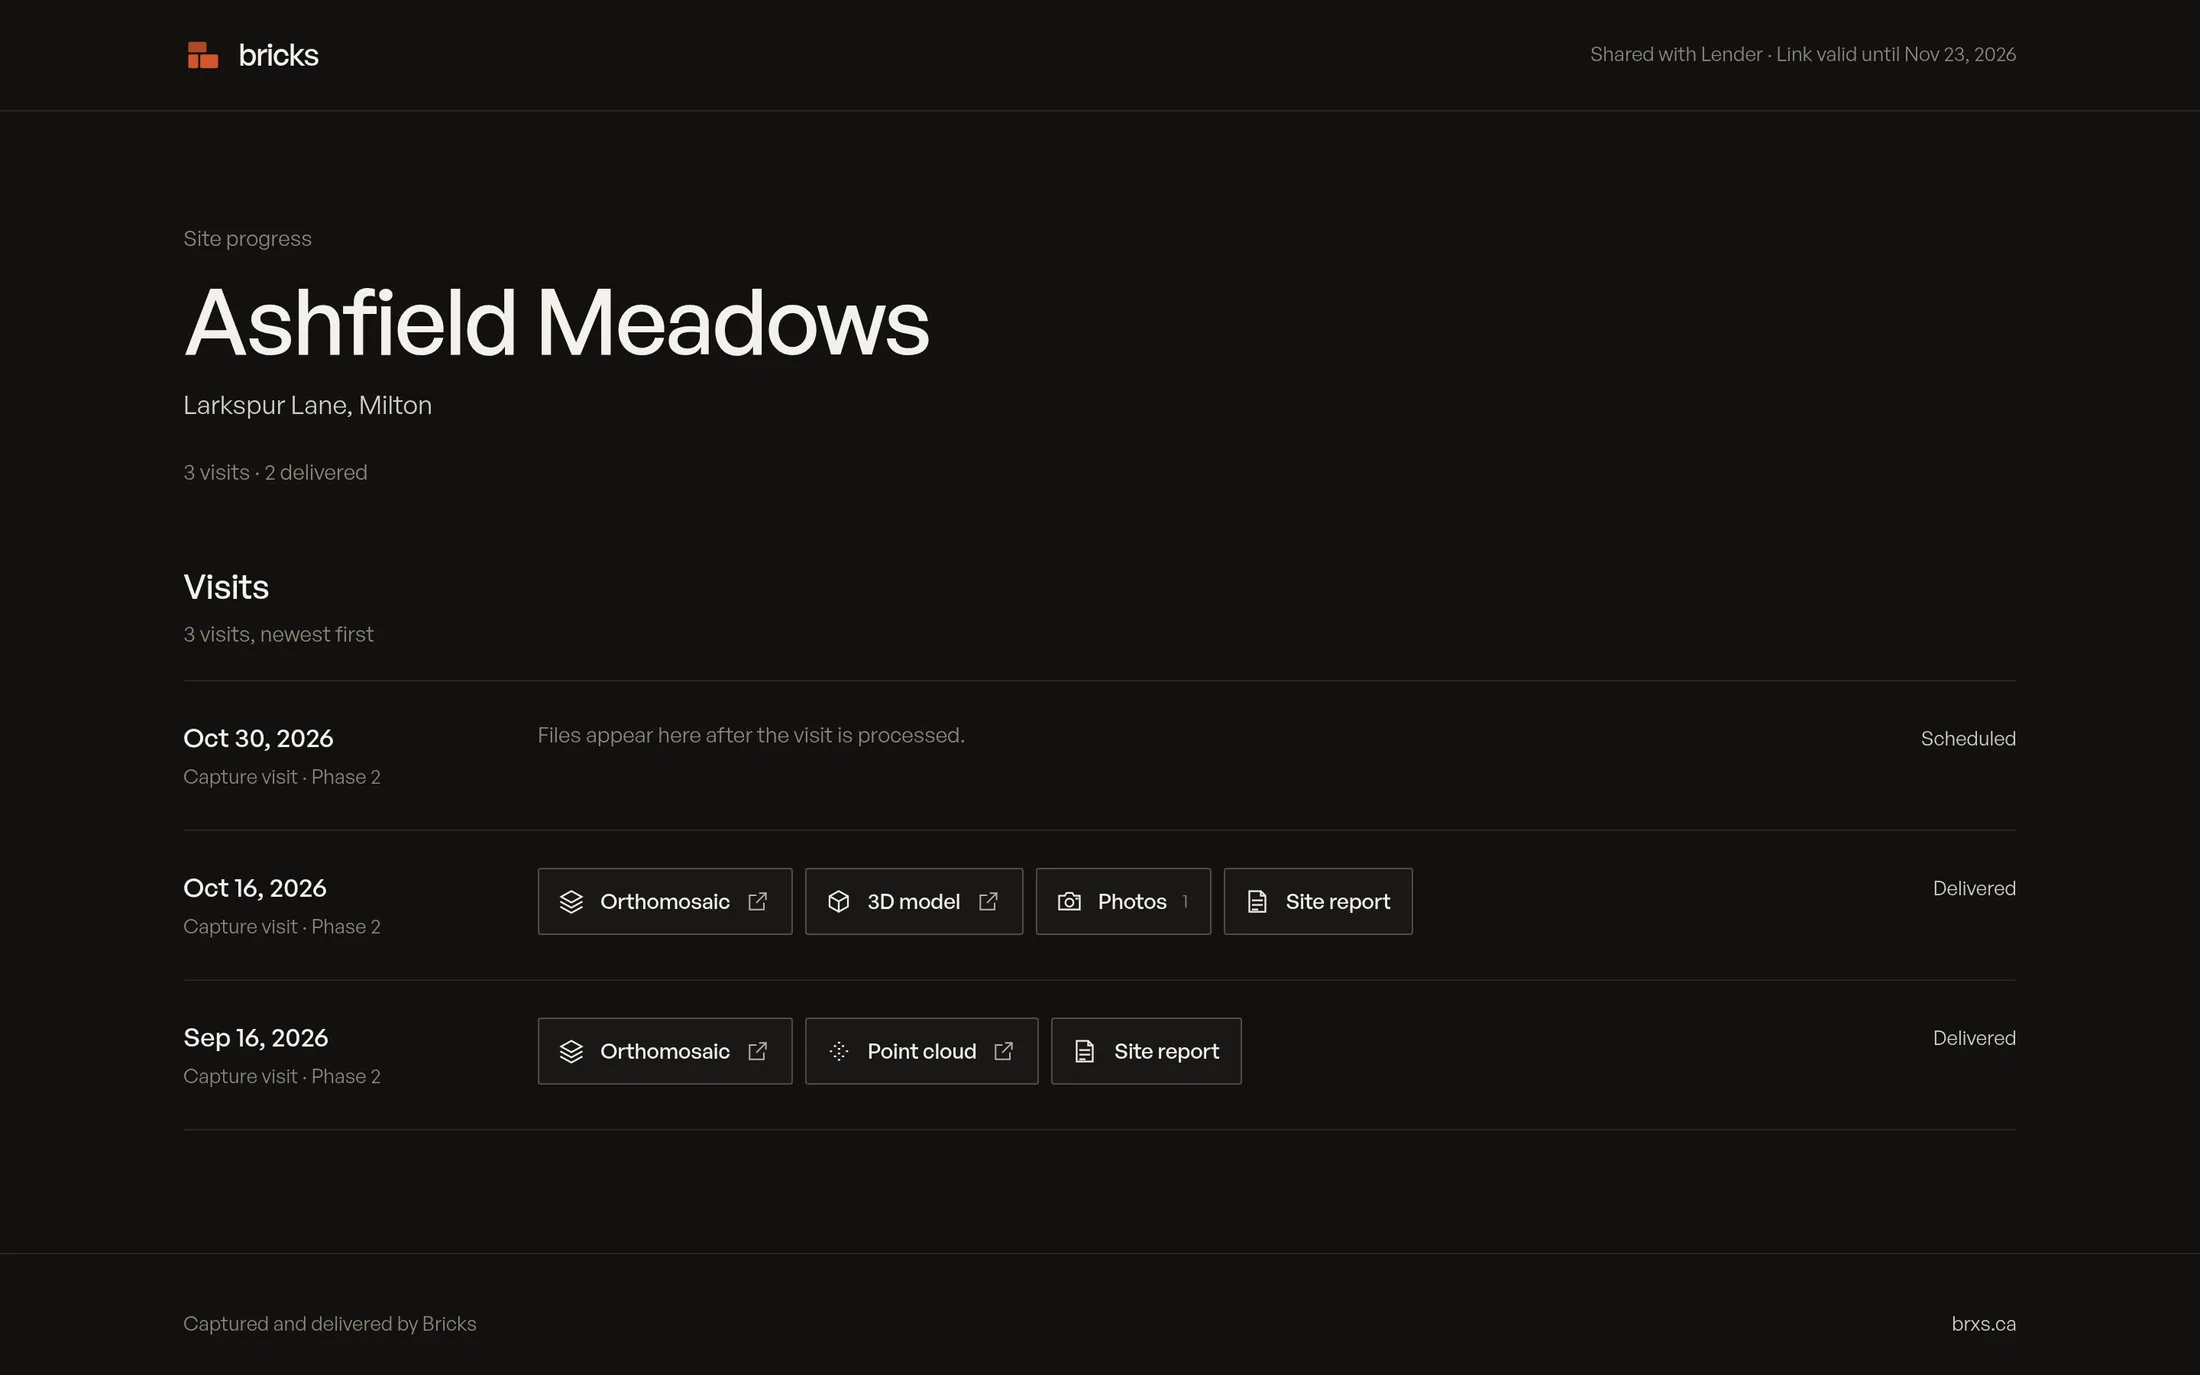 bricks
Shared with Lender · Link valid until Nov 23, 2026
Site progress
Ashfield Meadows
Larkspur Lane, Milton
3 visits · 2 delivered
Visits
3 visits, newest first
Oct 30, 2026
Files appear here after the visit is processed.
Scheduled
Capture visit · Phase 2
Oct 16, 2026
Orthomosaic
3D model
Photos 1
Site report
Delivered
Capture visit · Phase 2
Sep 16, 2026
Orthomosaic
Point cloud
Site report
Delivered
Capture visit · Phase 2
Captured and delivered by Bricks
brxs.ca